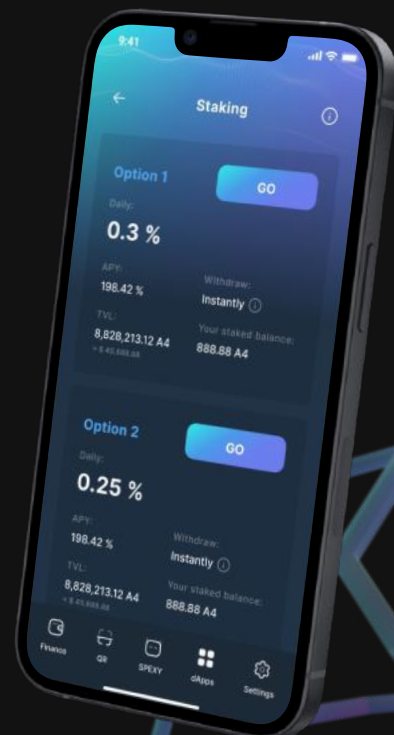 9:41
Staking
Option 1
GO
Daily:
0.3 %
APY:
198.42 %
Withdraw:
Instantly
TVL:
8,828,213.12 A4
Your staked balance:
888.88 A4
Option 2
GO
Daily:
0.25 %
APY:
198.42 %
Withdraw:
Instantly
TVL:
8,828,213.12 A4
Your staked balance:
888.88 A4
Finance
QR
SPEXY
dApps
Settings